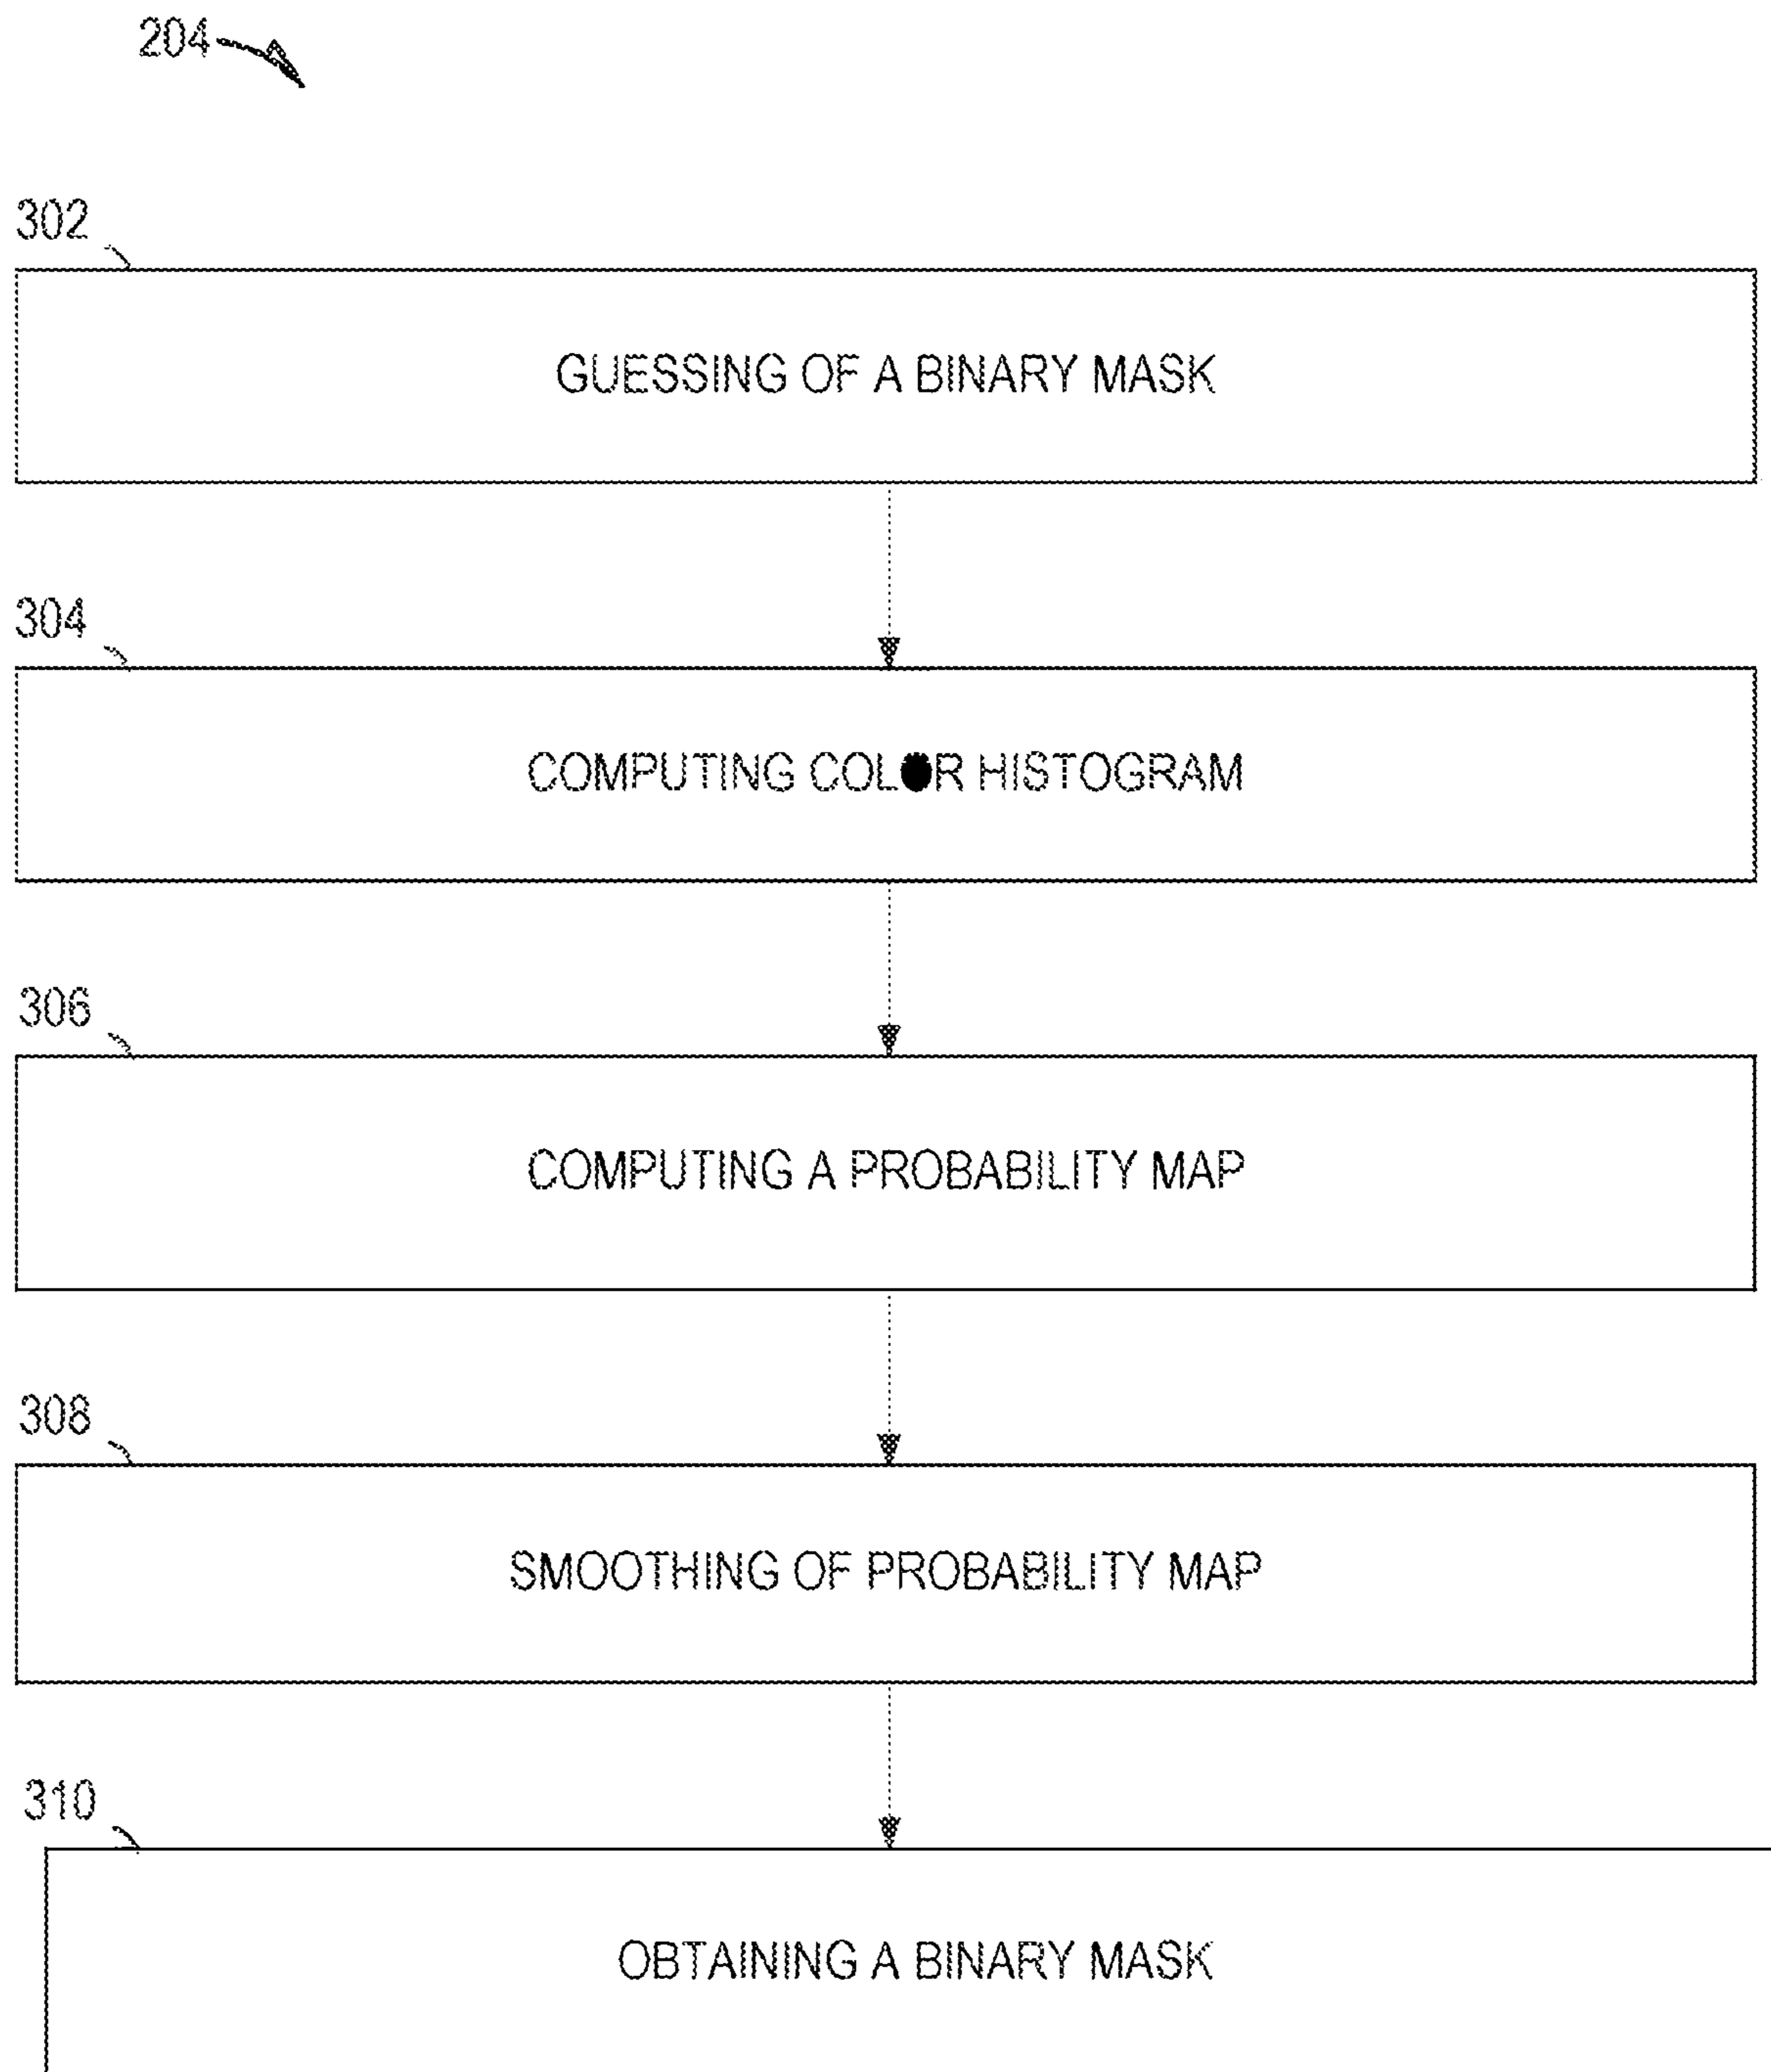 204
302
GUESSING OF A BINARY MASK
304
COMPUTING COLOR HISTOGRAM
306
COMPUTING A PROBABILITY MAP
308
SMOOTHING OF PROBABILITY MAP
310
OBTAINING A BINARY MASK